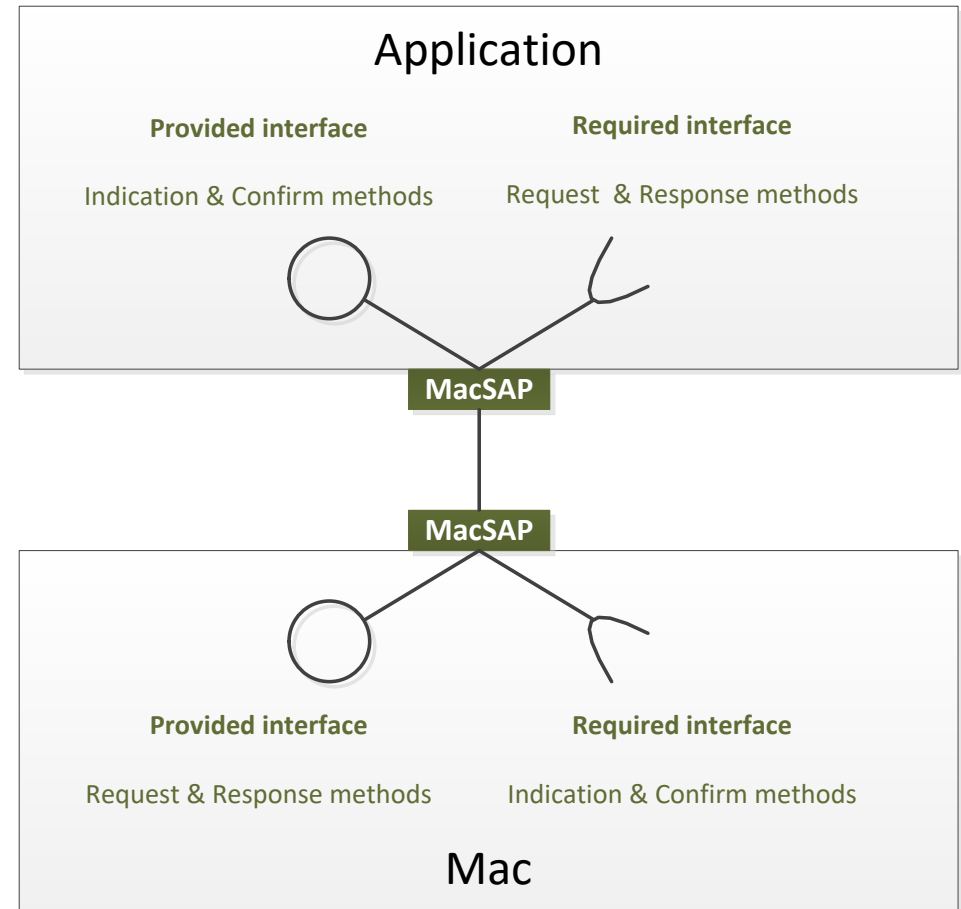 Application
Provided interface
Required interface
Indication & Confirm methods
Request & Response methods
MacSAP
MacSAP
Provided interface
Required interface
Request & Response methods
Indication & Confirm methods
Mac